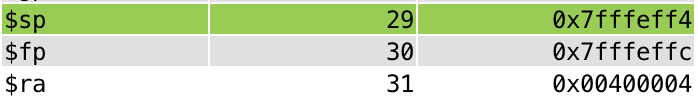 $sp 29 0x7fffeff4
$fp 30 0x7fffeffc
$ra 31 0x00400004